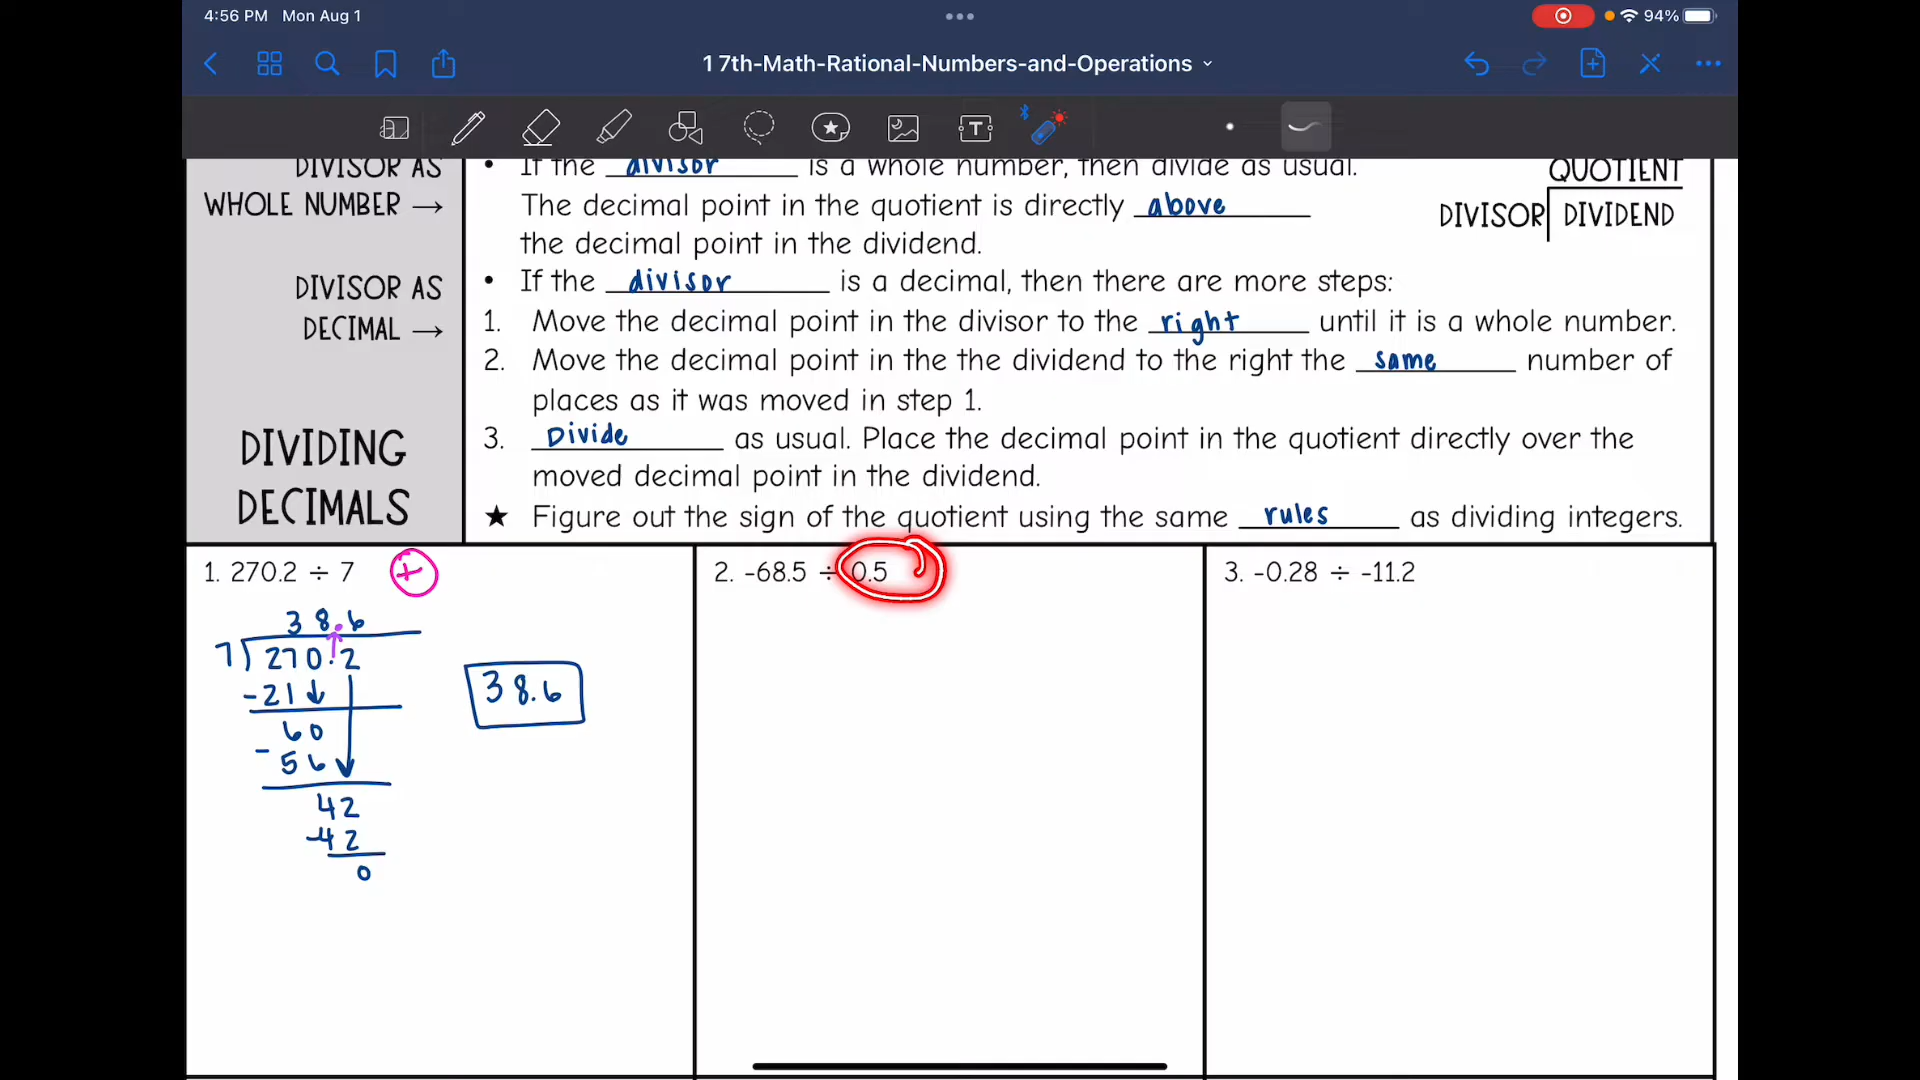 4:56 PM Mon Aug 1
94%
1 7th-Math-Rational-Numbers-and-Operations
DIVISOR AS
WHOLE NUMBER →
• If the divisor is a whole number, then divide as usual.
The decimal point in the quotient is directly above
the decimal point in the dividend.
QUOTIENT
DIVISOR DIVIDEND
DIVISOR AS
DECIMAL →
• If the divisor is a decimal, then there are more steps:
1. Move the decimal point in the divisor to the right until it is a whole number.
2. Move the decimal point in the the dividend to the right the same number of
places as it was moved in step 1.
3. Divide as usual. Place the decimal point in the quotient directly over the
moved decimal point in the dividend.
★ Figure out the sign of the quotient using the same rules as dividing integers.
DIVIDING
DECIMALS
1. 270.2 ÷ 7 +
38.6
7)270.2
-21↓
60
-56
42
-42
0
38.6
2. -68.5 ÷ 0.5
3. -0.28 ÷ -11.2